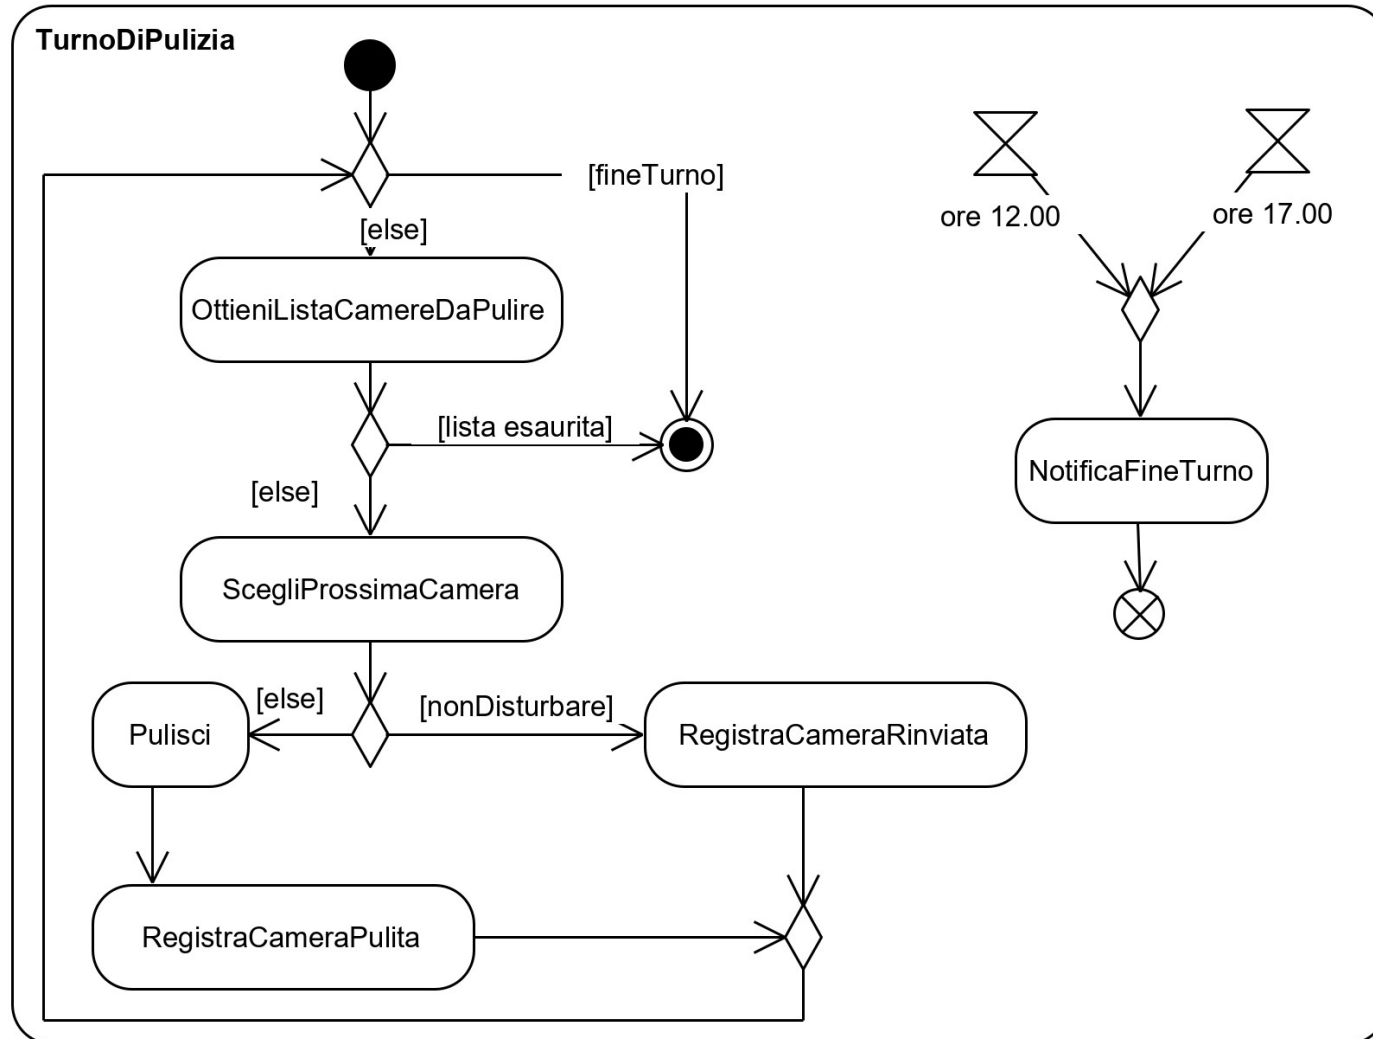 TurnoDiPulizia
[fineTurno]
ore 12.00
ore 17.00
[else]
OttieniListaCamereDaPulire
[lista esaurita]
NotificaFineTurno
[else]
ScegliProssimaCamera
[else]
[nonDisturbare]
Pulisci
RegistraCameraRinviata
RegistraCameraPulita